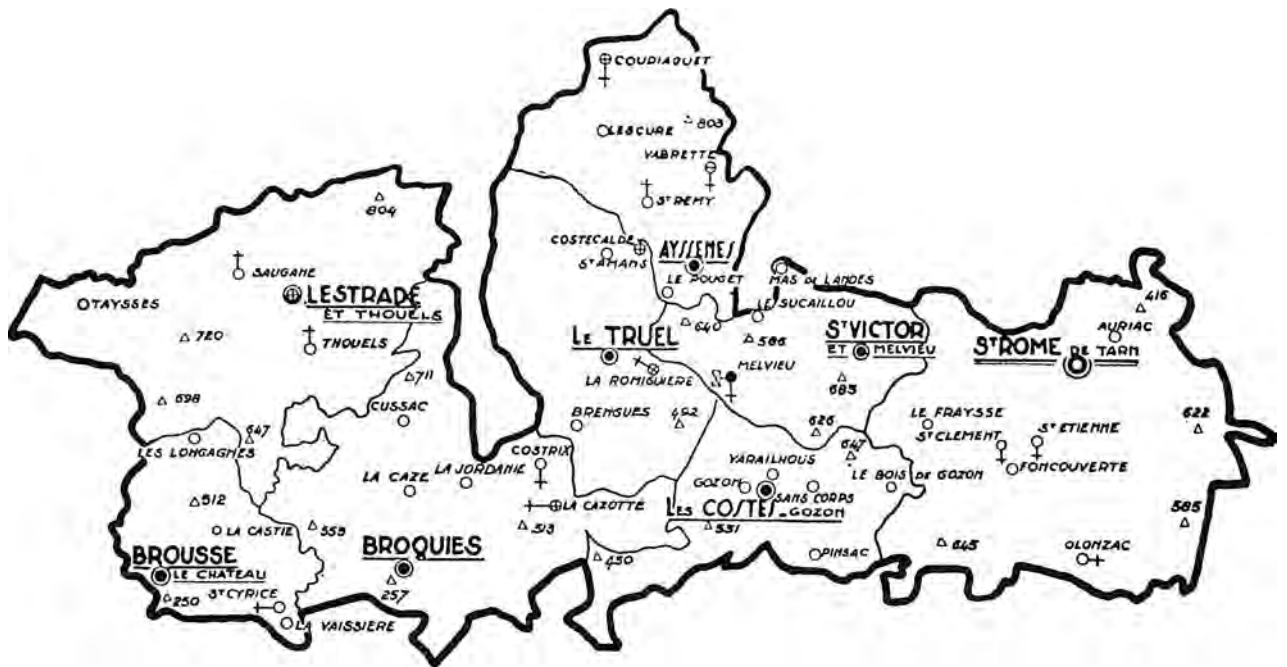 COUDIAGUET
LESCURE
803
VABRETTE
ST REMY
804
COSTECALDE
ST AMANS
AYSSENES
LE POUGET
MAS DE LANDES
LE SUCAILLOU
SAUGANE
TAYSSES
LESTRADE
ET THOUELS
720
THOUELS
711
640
586
LE TRUEL
LA ROMIGUIERE
MELVIEU
ST VICTOR
ET MELVIEU
685
416
AURIAC
ST ROME
DE TARN
698
CUSSAC
BRENGUES
492
626
647
LE FRAYSSE
ST CLEMENT
ST ETIENNE
622
647
LES LONGAGNES
COSTRIX
LA CAZE
LA JORDANIE
VARAILHOUS
GOZON
SANS CORPS
LE BOIS DE GOZON
FONCOUVERTE
512
LA CASTIE
559
LA CAZOTTE
513
LES COSTES-GOZON
531
585
BROUSSE
LE CHATEAU
BROQUIES
450
PINSAC
645
OLONZAC
250
ST CYRICE
257
LA VAISSIERE